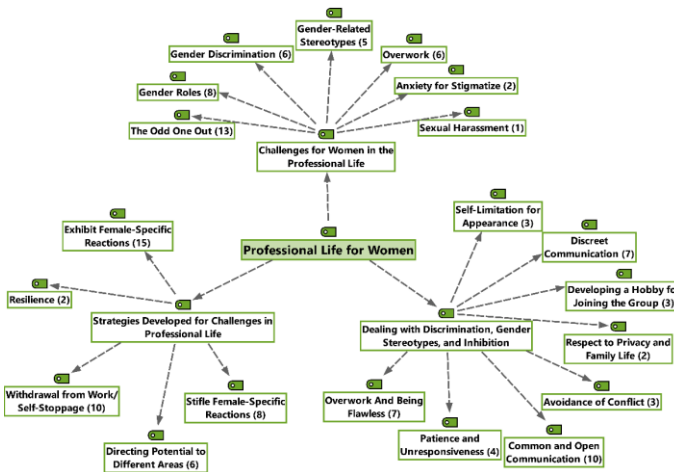 Gender-Related
Stereotypes (5
Gender Discrimination (6)
Overwork (6)
Gender Roles (8)
Anxiety for Stigmatize (2)
The Odd One Out (13)
Sexual Harassment (1)
Challenges for Women in the
Professional Life
Professional Life for Women
Exhibit Female-Specific
Reactions (15)
Resilience (2)
Strategies Developed for Challenges in
Professional Life
Withdrawal from Work/
Self-Stoppage (10)
Stifle Female-Specific
Reactions (8)
Directing Potential to
Different Areas (6)
Self-Limitation for
Appearance (3)
Discreet
Communication (7)
Developing a Hobby fo
Joining the Group (3)
Dealing with Discrimination, Gender
Stereotypes, and Inhibition
Respect to Privacy and
Family Life (2)
Overwork And Being
Flawless (7)
Avoidance of Conflict (3)
Patience and
Unresponsiveness (4)
Common and Open
Communication (10)